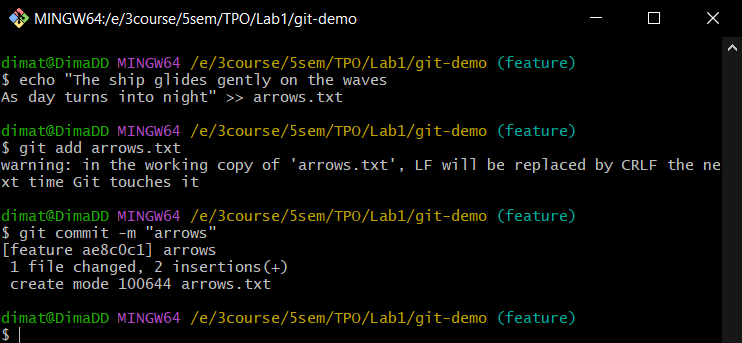 MINGW64:/e/3course/5sem/TPO/Lab1/git-demo
dimat@DimaDD MINGW64 /e/3course/5sem/TPO/Lab1/git-demo (feature)
$ echo "The ship glides gently on the waves
As day turns into night" >> arrows.txt
dimat@DimaDD MINGW64 /e/3course/5sem/TPO/Lab1/git-demo (feature)
$ git add arrows.txt
warning: in the working copy of 'arrows.txt', LF will be replaced by CRLF the ne
xt time Git touches it
dimat@DimaDD MINGW64 /e/3course/5sem/TPO/Lab1/git-demo (feature)
$ git commit -m "arrows"
[feature ae8c0c1] arrows
 1 file changed, 2 insertions(+)
 create mode 100644 arrows.txt
dimat@DimaDD MINGW64 /e/3course/5sem/TPO/Lab1/git-demo (feature)
$